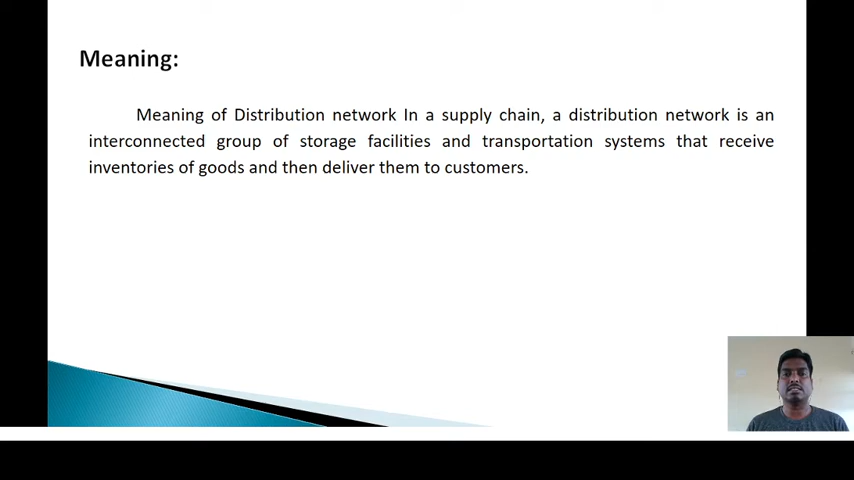 Meaning:
Meaning of Distribution network In a supply chain, a distribution network is an
interconnected group of storage facilities and transportation systems that receive
inventories of goods and then deliver them to customers.